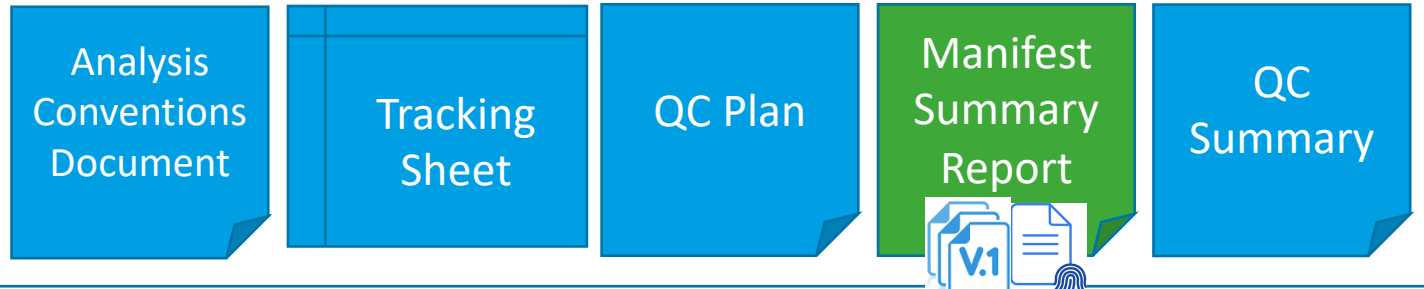 Analysis
Conventions
Document
Tracking
Sheet
QC Plan
Manifest
Summary
Report
V.1
QC
Summary